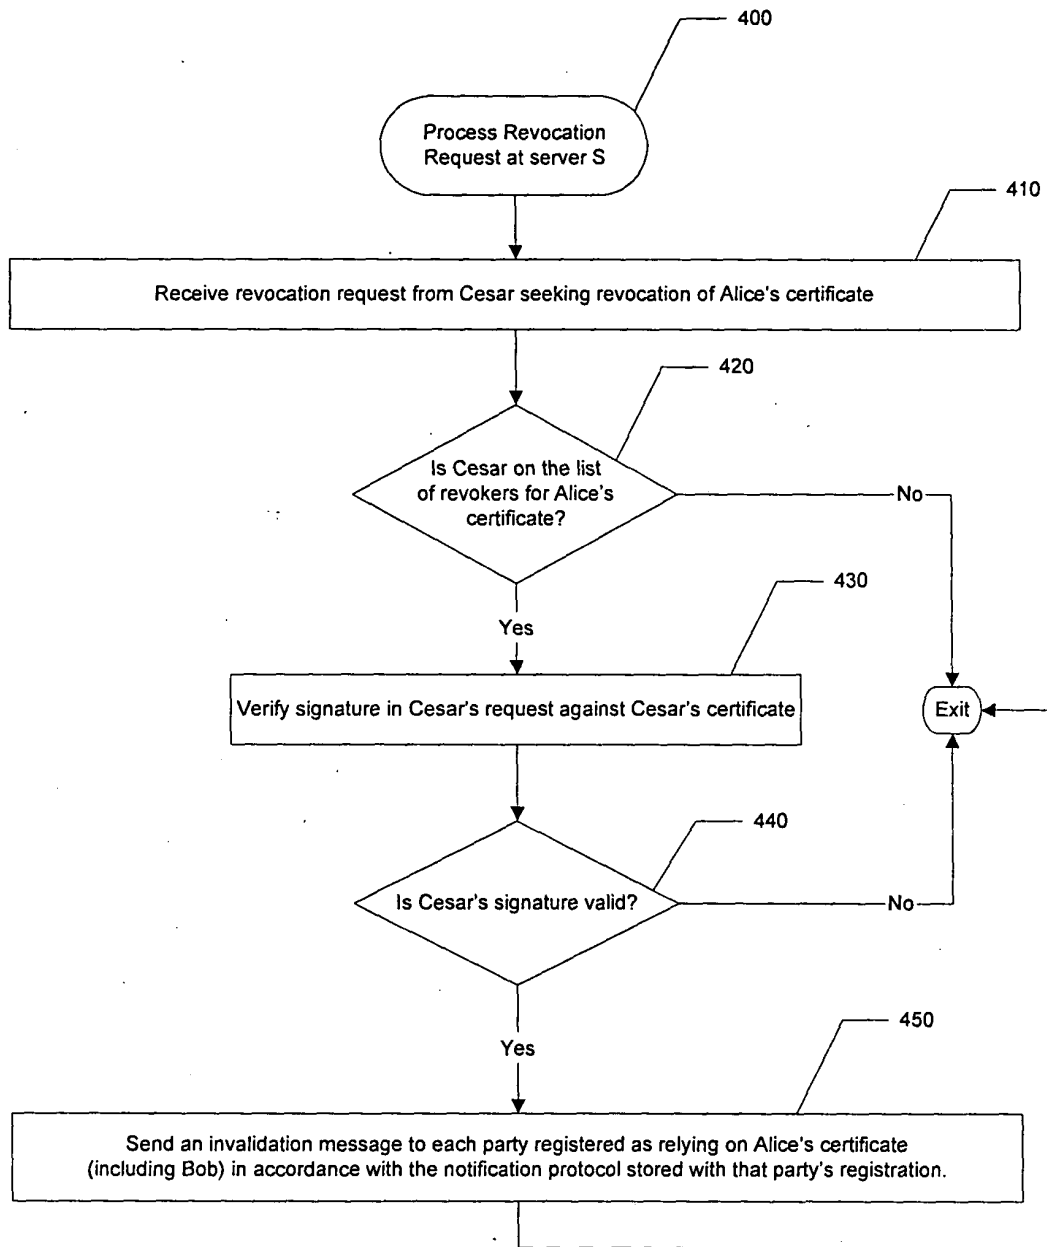 400
Process Revocation
Request at server S
410
Receive revocation request from Cesar seeking revocation of Alice's certificate
420
Is Cesar on the list
of revokers for Alice's
certificate?
No
430
Yes
Verify signature in Cesar's request against Cesar's certificate
Exit
440
Is Cesar's signature valid?
No
450
Yes
Send an invalidation message to each party registered as relying on Alice's certificate
(including Bob) in accordance with the notification protocol stored with that party's registration.